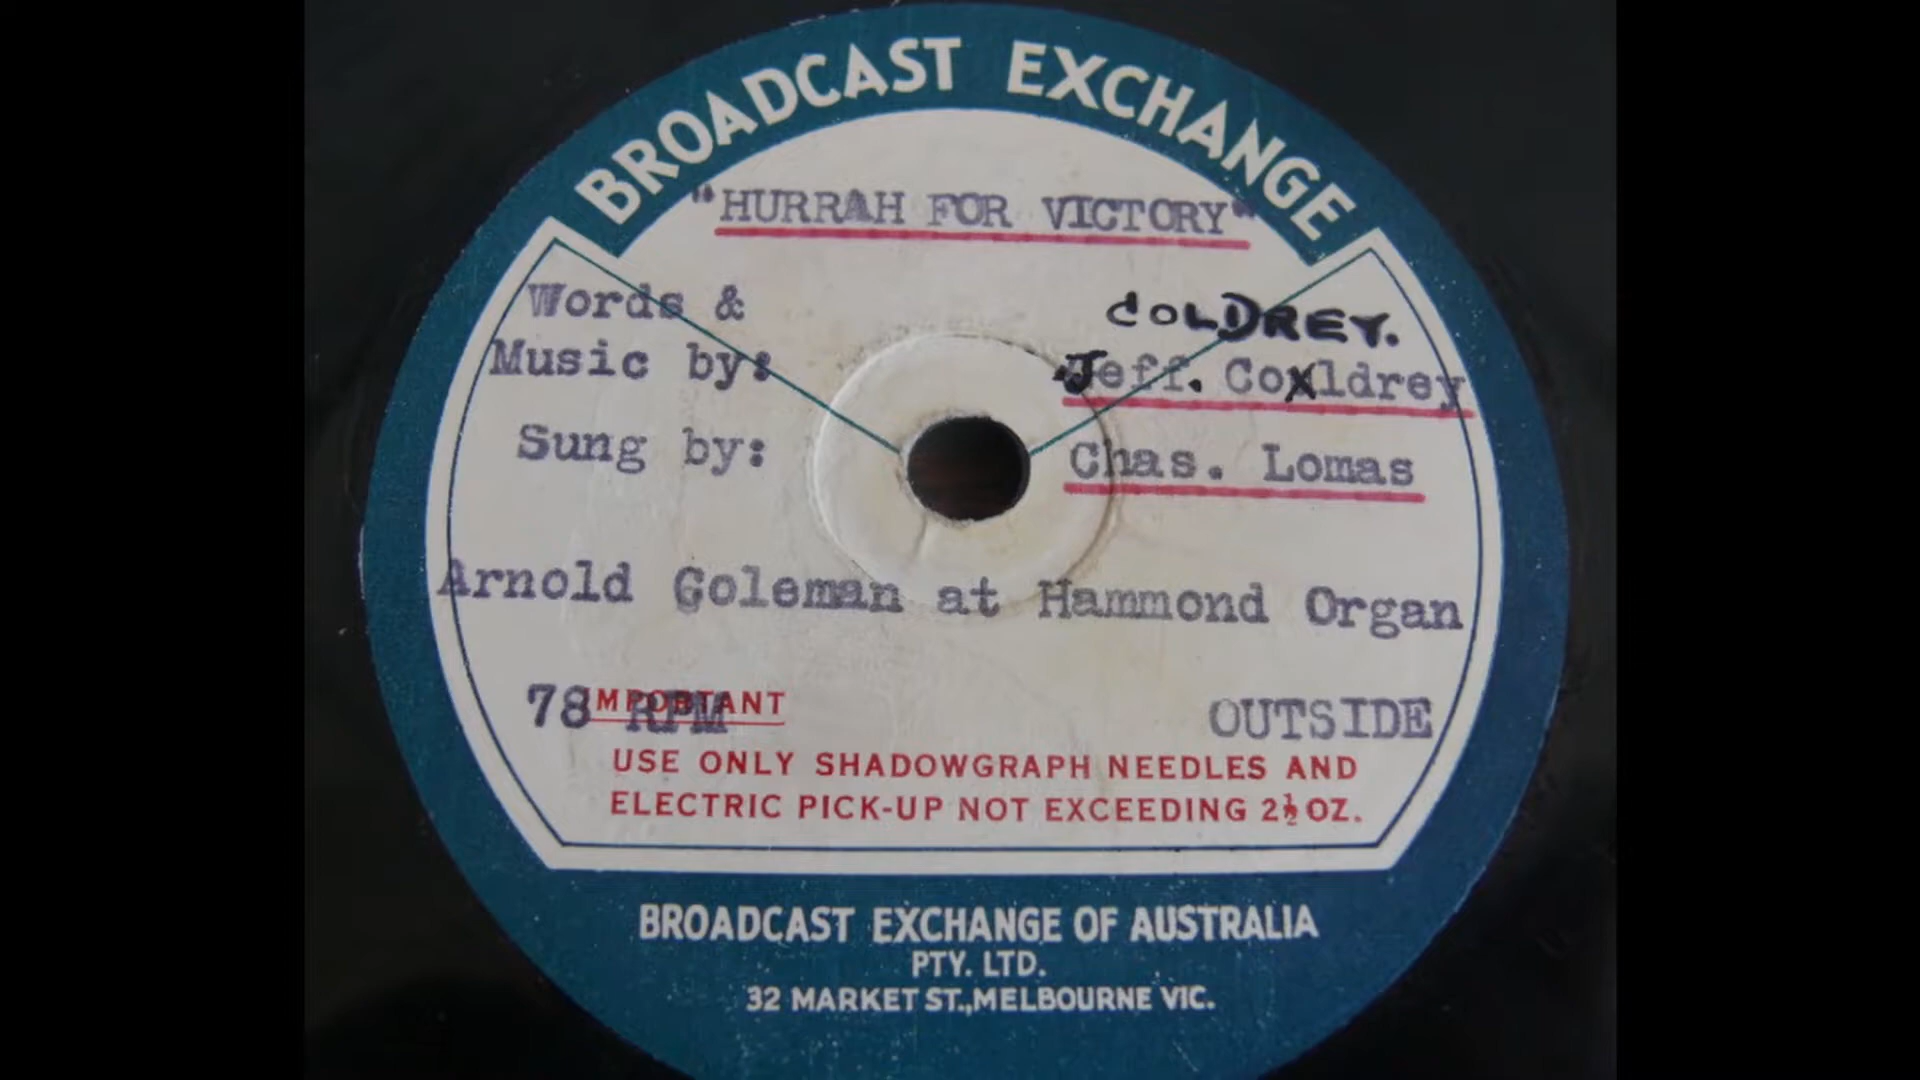 BROADCAST EXCHANGE
"HURRAH FOR VICTORY"
Words &
COLDREY.
Music by: Jeff. Coxldrey
Sung by: Chas. Lomas
Arnold Goleman at Hammond Organ
78 RPM OUTSIDE
IMPORTANT
USE ONLY SHADOWGRAPH NEEDLES AND
ELECTRIC PICK-UP NOT EXCEEDING 2½ OZ.
BROADCAST EXCHANGE OF AUSTRALIA
PTY. LTD.
32 MARKET ST., MELBOURNE VIC.